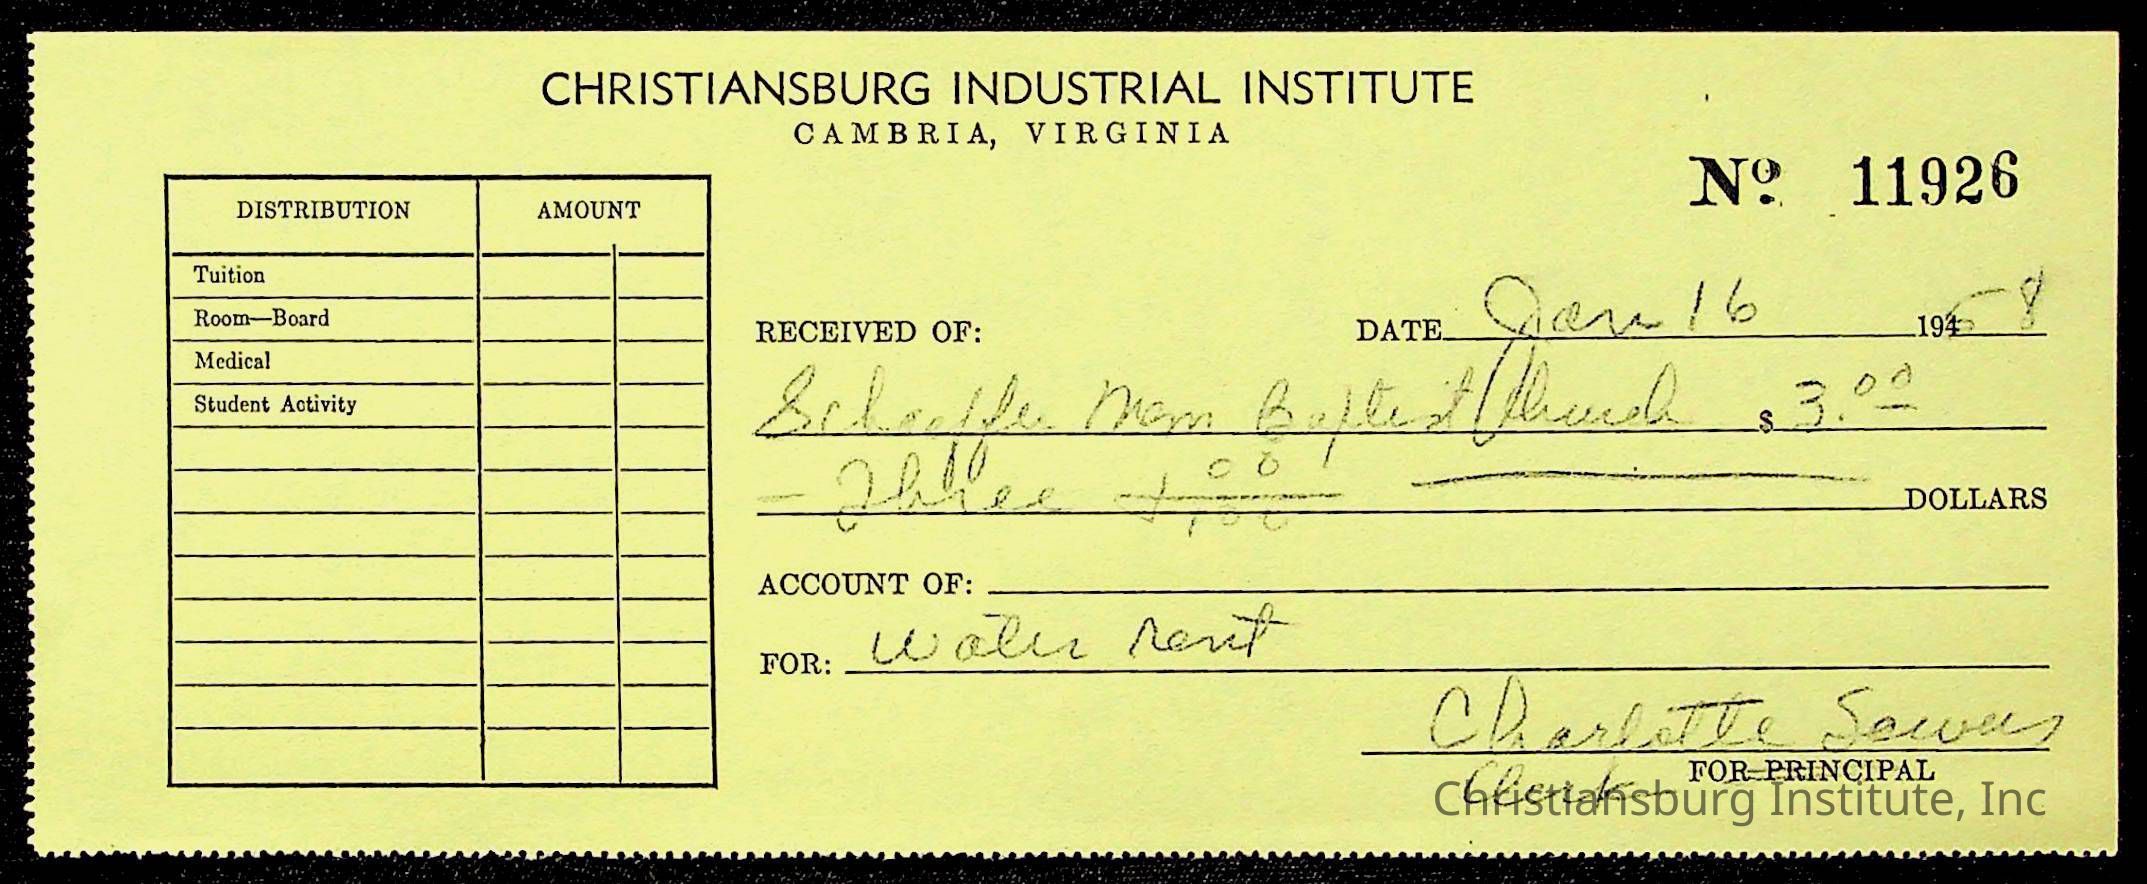 CHRISTIANSBURG INDUSTRIAL INSTITUTE
CAMBRIA, VIRGINIA
Nº 11926
DISTRIBUTION AMOUNT
Tuition
Room—Board
Medical
Student Activity
RECEIVED OF: DATE Jan 16 1958
Schaeffer Mem Baptist Church $ 3.00
— Three + 00/100 DOLLARS
ACCOUNT OF:
FOR: Water rent
Charlotte Sowers
FOR PRINCIPAL
Clerk
Christiansburg Institute, Inc